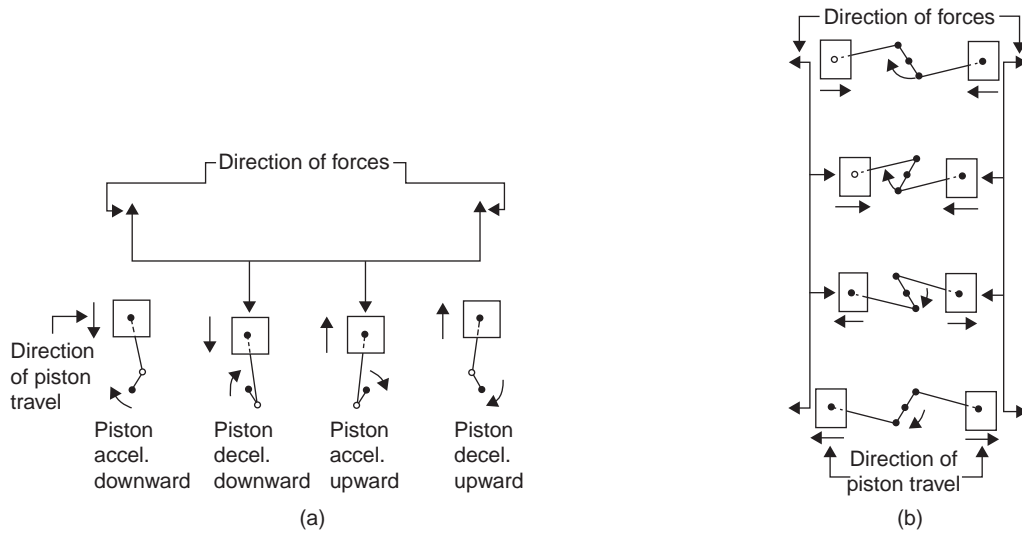 Direction of forces
Direction
of piston
travel
Piston
accel.
downward
Piston
decel.
downward
Piston
accel.
upward
Piston
decel.
upward
(a)
Direction of forces
Direction of
piston travel
(b)